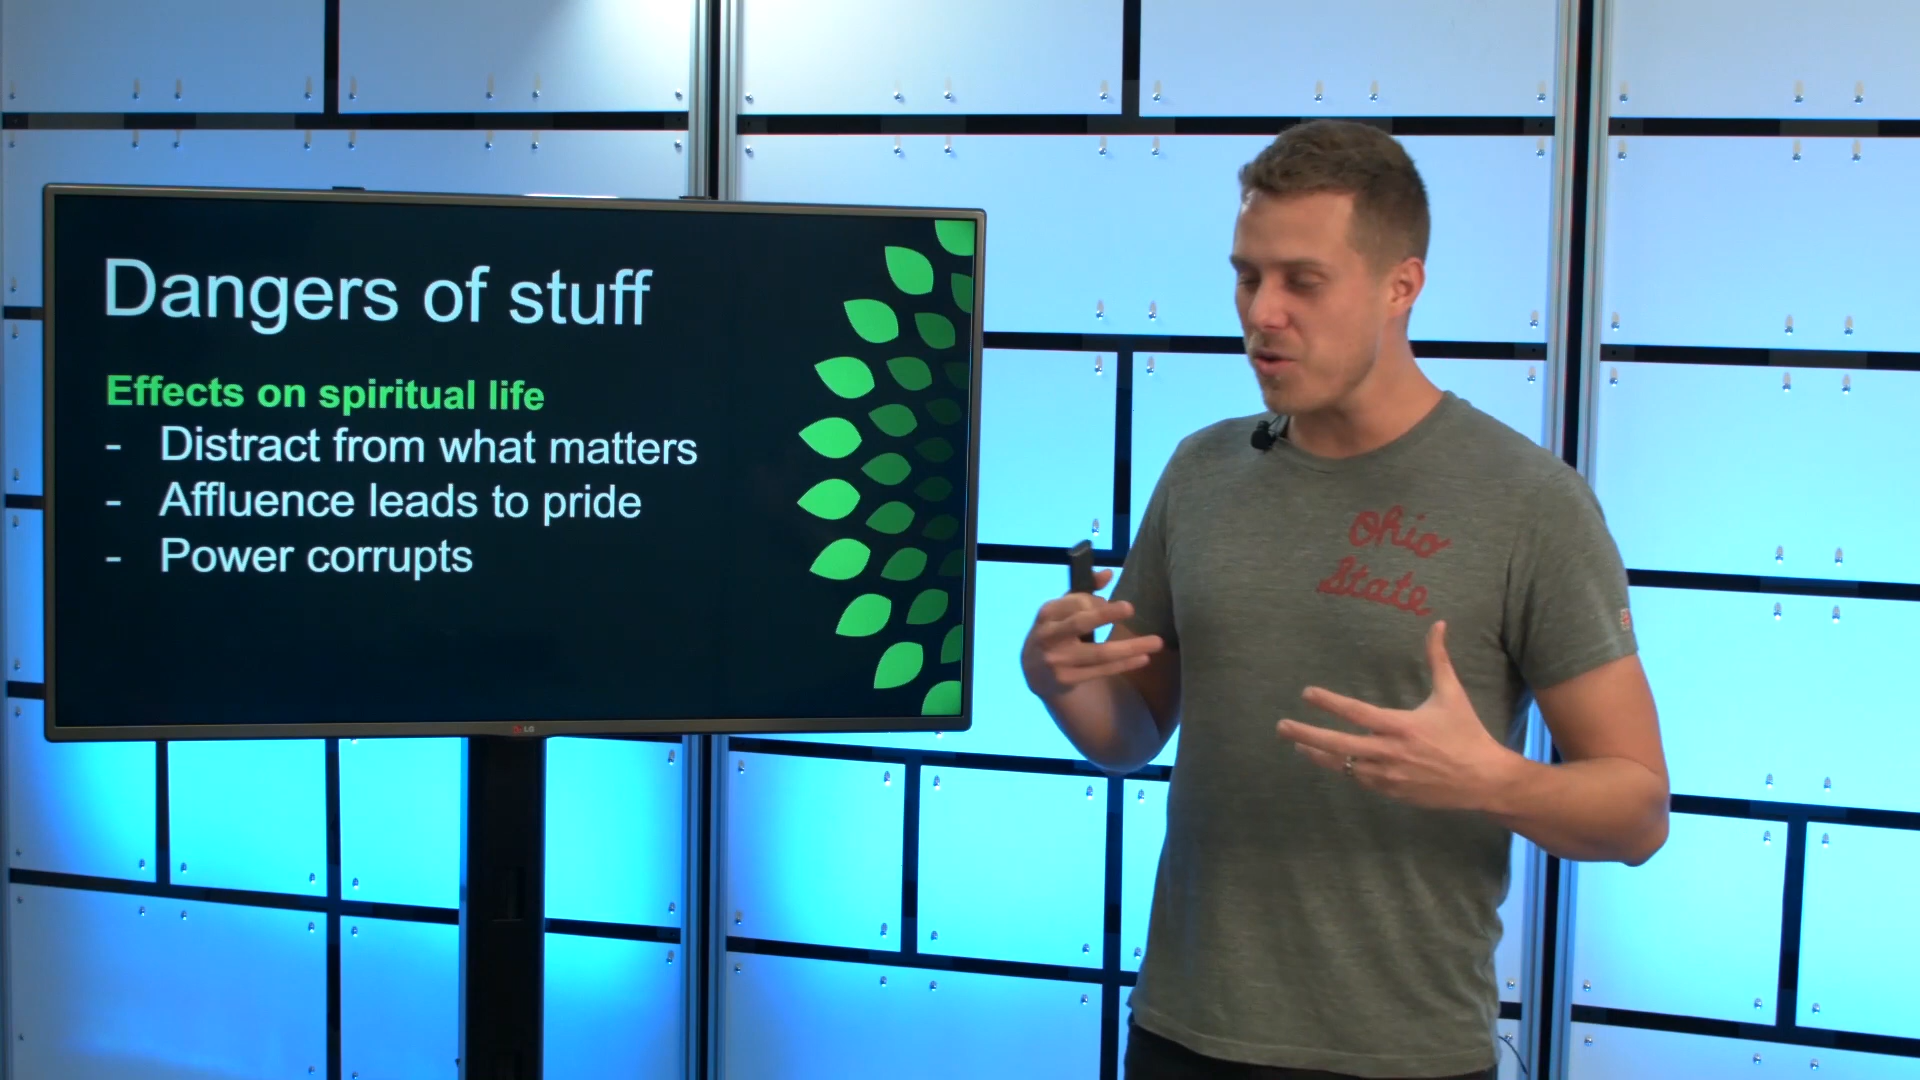 Dangers of stuff
Effects on spiritual life
- Distract from what matters
- Affluence leads to pride
- Power corrupts
LG
Ohio
State